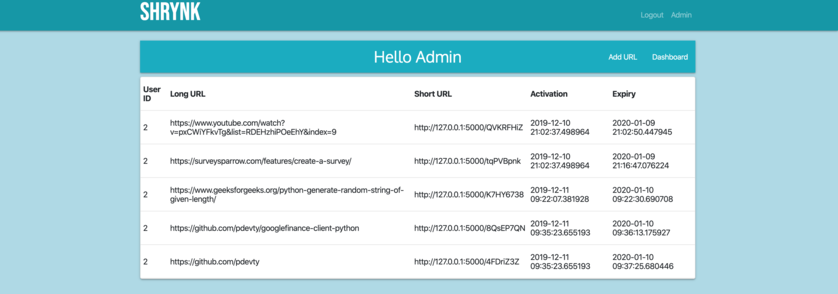 SHRYNK
Logout Admin
Hello Admin
Add URL Dashboard
User ID Long URL Short URL Activation Expiry
2 https://www.youtube.com/watch?v=pxCWiYFkvTg&list=RDEHzhiPOeEhY&index=9 http://127.0.0.1:5000/QVKRFHiZ 2019-12-10 21:02:37.498964 2020-01-09 21:02:50.447945
2 https://surveysparrow.com/features/create-a-survey/ http://127.0.0.1:5000/tqPVBpnk 2019-12-10 21:02:37.498964 2020-01-09 21:16:47.076224
2 https://www.geeksforgeeks.org/python-generate-random-string-of-given-length/ http://127.0.0.1:5000/K7HY6738 2019-12-11 09:22:07.381928 2020-01-10 09:22:30.690708
2 https://github.com/pdevty/googlefinance-client-python http://127.0.0.1:5000/8QsEP7QN 2019-12-11 09:35:23.655193 2020-01-10 09:36:13.175927
2 https://github.com/pdevty http://127.0.0.1:5000/4FDriZ3Z 2019-12-11 09:35:23.655193 2020-01-10 09:37:25.680446